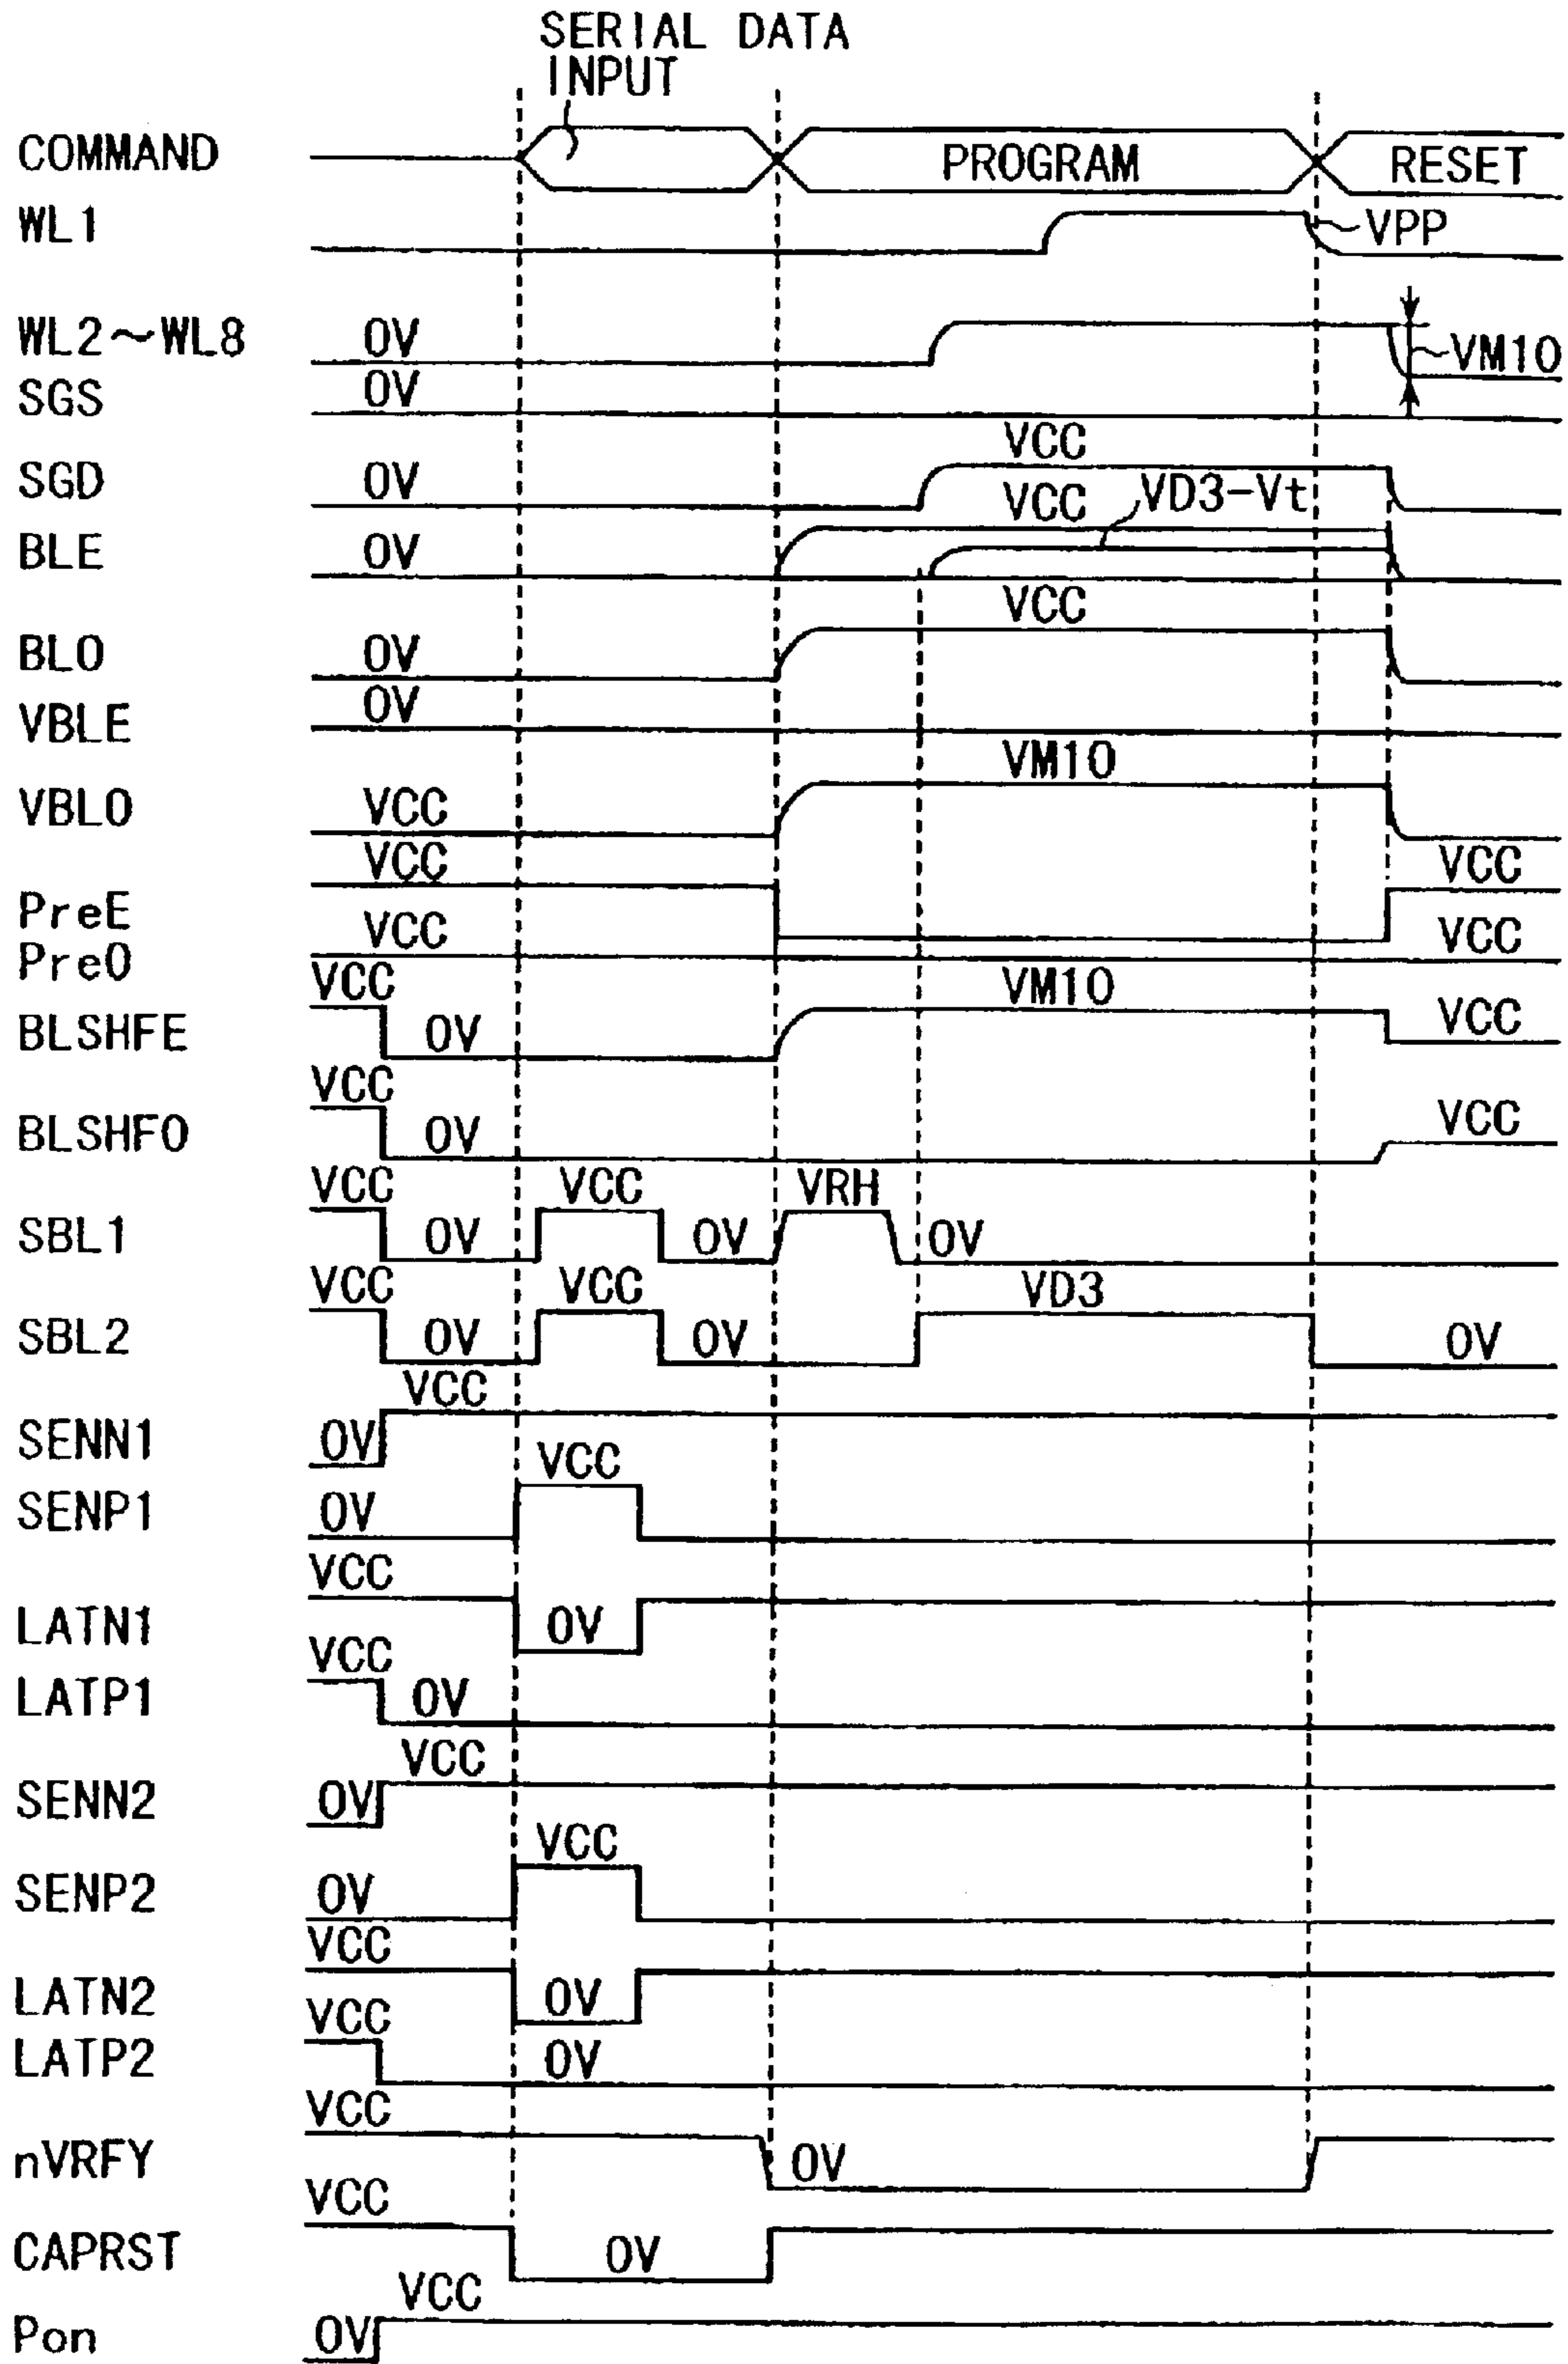 SERIAL DATA
INPUT
COMMAND PROGRAM RESET
WL1 VPP
WL2~WL8 0V VM10
SGS 0V
VCC
SGD 0V
VCC VD3-Vt
BLE 0V
VCC
BLO 0V
VBLE 0V
VM10
VBLO VCC
VCC VCC
PreE
VCC VCC
PreO
VCC VM10
BLSHFE 0V VCC
VCC
BLSHFO 0V VCC
VCC VCC VRH
SBL1 0V 0V 0V
VCC VCC VD3
SBL2 0V 0V 0V
VCC
SENN1 0V
VCC
SENP1 0V
VCC
LATN1 0V
VCC
LATP1 0V
VCC
SENN2 0V
VCC
SENP2 0V
VCC
LATN2 0V
VCC
LATP2 0V
VCC
nVRFY 0V
VCC
CAPRST 0V
VCC
Pon 0V